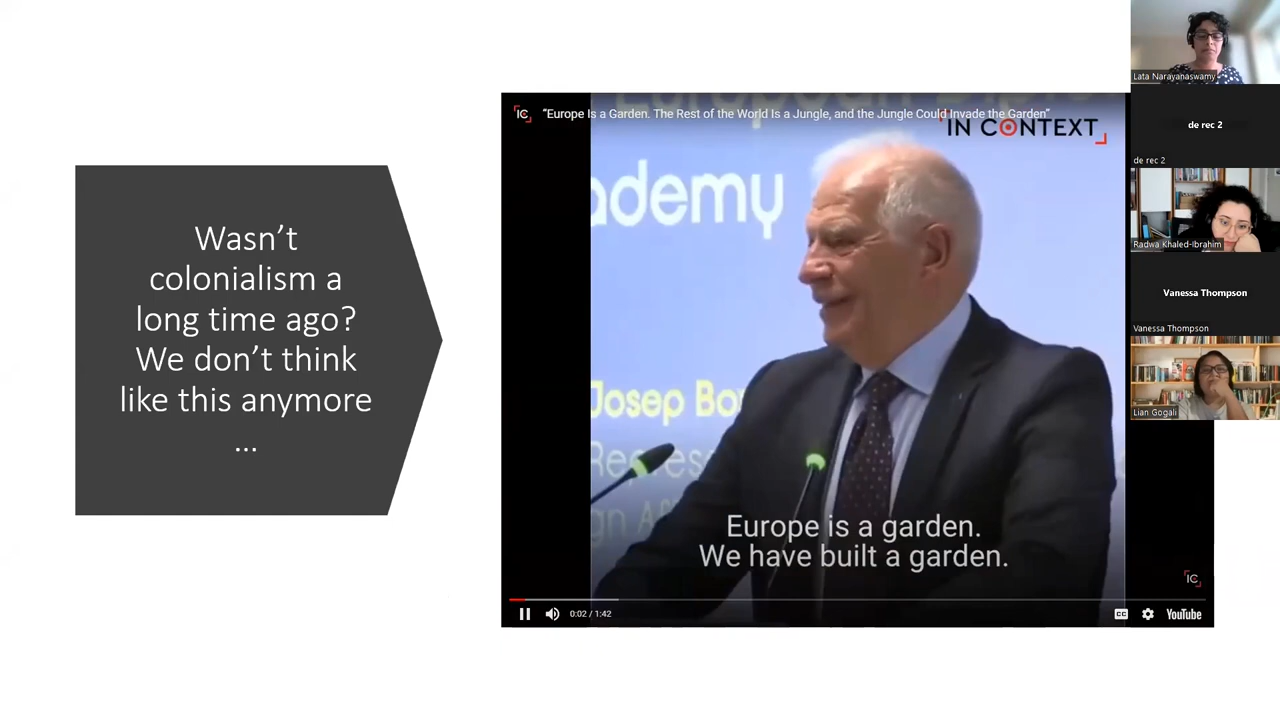 Wasn't
colonialism a
long time ago?
We don't think
like this anymore
...
IC
"Europe Is a Garden. The Rest of the World Is a Jungle, and the Jungle Could Invade the Garden"
IN CONTEXT
ademy
Josep Bor
Europe is a garden.
We have built a garden.
IC
0:02 / 1:42
CC
YouTube
Lata Narayanaswamy
de rec 2
de rec 2
Radwa Khaled-Ibrahim
Vanessa Thompson
Vanessa Thompson
Lian Gogali